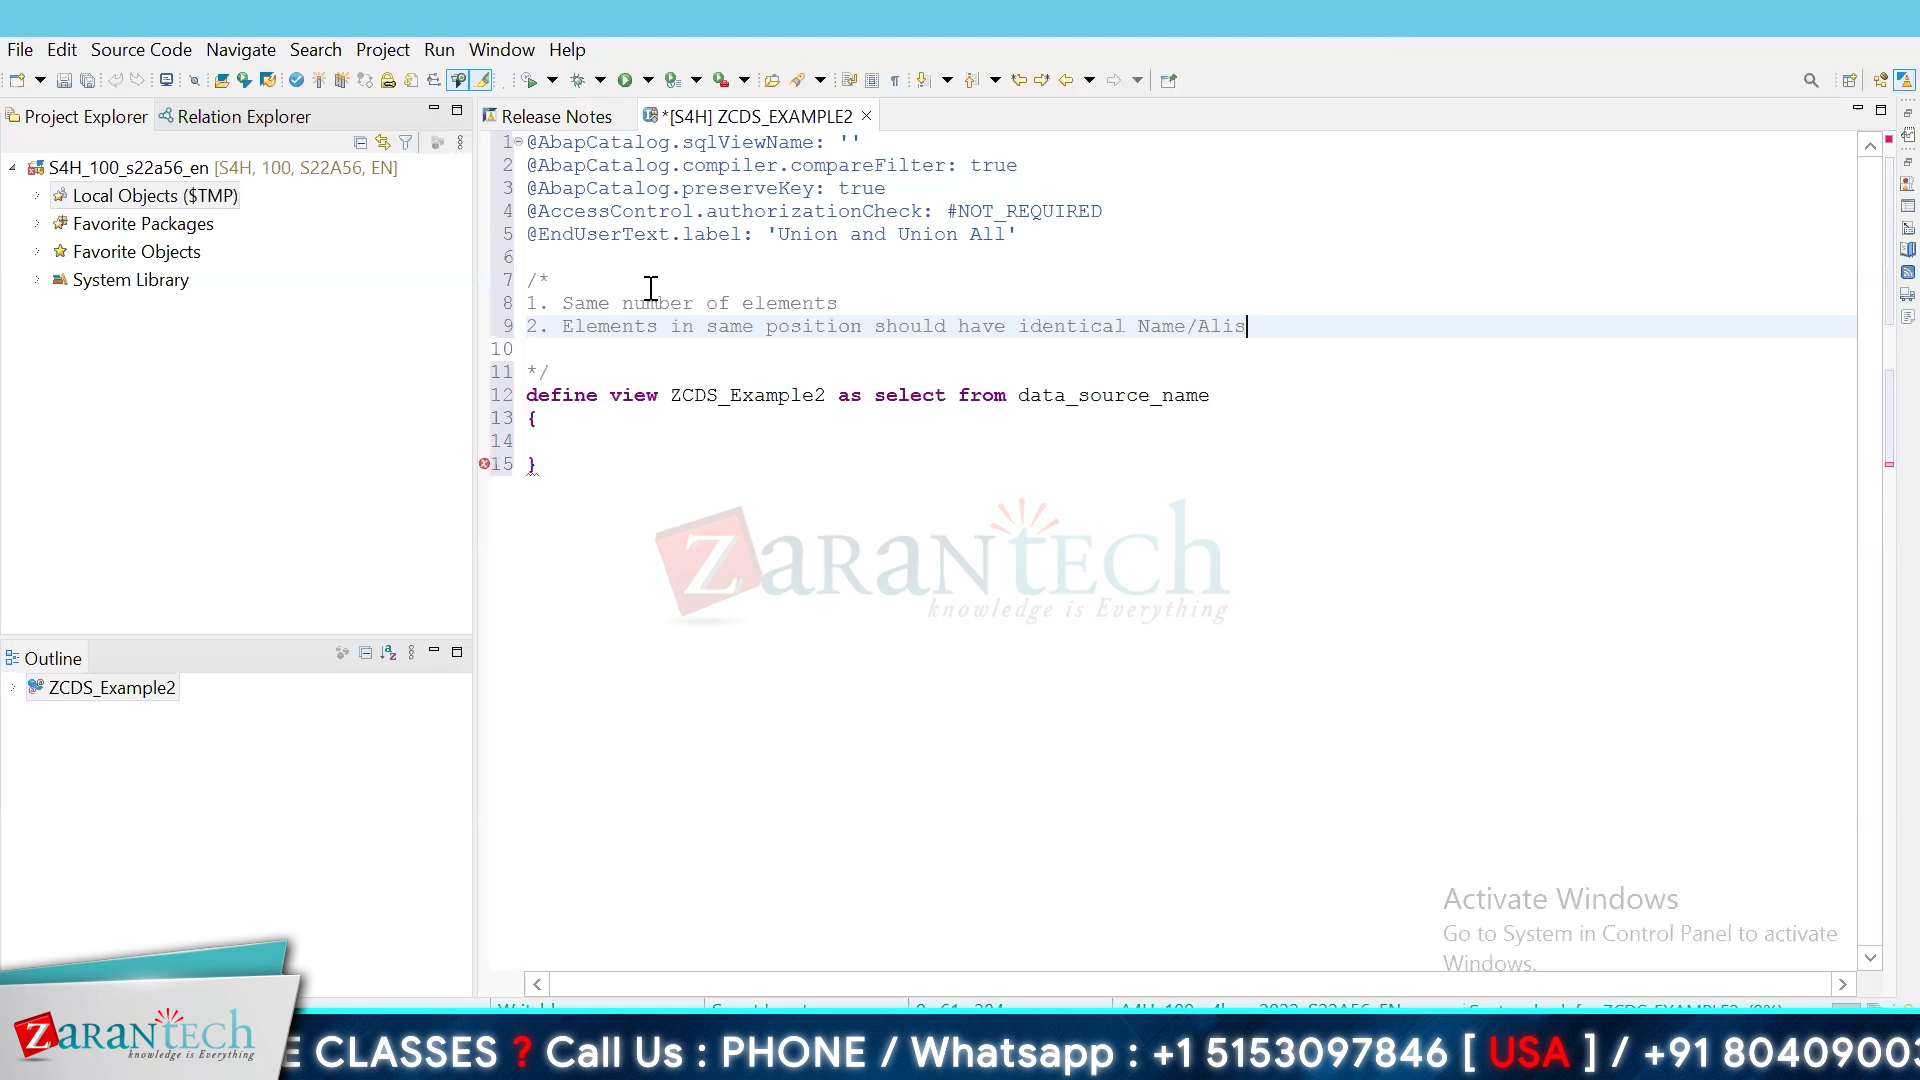 File Edit Source Code Navigate Search Project Run Window Help
Project Explorer
Relation Explorer
S4H_100_s22a56_en [S4H, 100, S22A56, EN]
Local Objects ($TMP)
Favorite Packages
Favorite Objects
System Library
Release Notes
*[S4H] ZCDS_EXAMPLE2
1 @AbapCatalog.sqlViewName: ''
2 @AbapCatalog.compiler.compareFilter: true
3 @AbapCatalog.preserveKey: true
4 @AccessControl.authorizationCheck: #NOT_REQUIRED
5 @EndUserText.label: 'Union and Union All'
6
7 /*
8 1. Same number of elements
9 2. Elements in same position should have identical Name/Alis
10
11 */
12 define view ZCDS_Example2 as select from data_source_name
13 {
14
15 }
ZARANTECH
knowledge is Everything
Outline
ZCDS_Example2
Activate Windows
Go to System in Control Panel to activate
Windows.
ZARANTECH
knowledge is Everything
E CLASSES ? Call Us : PHONE / Whatsapp : +1 5153097846 [ USA ] / +91 8040900